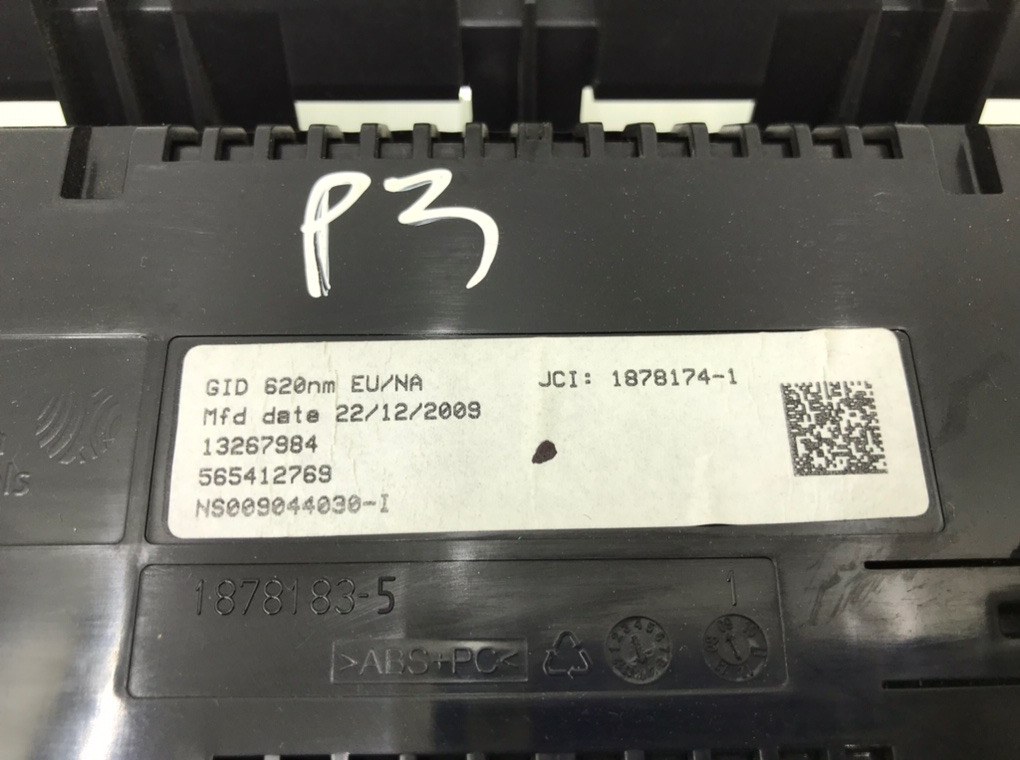 P3
GID 620nm EU/NA JCI: 1878174-1
Mfd date 22/12/2009
13267984
565412769
NS009044030-I
1878183-5 1
>ABS+PC<